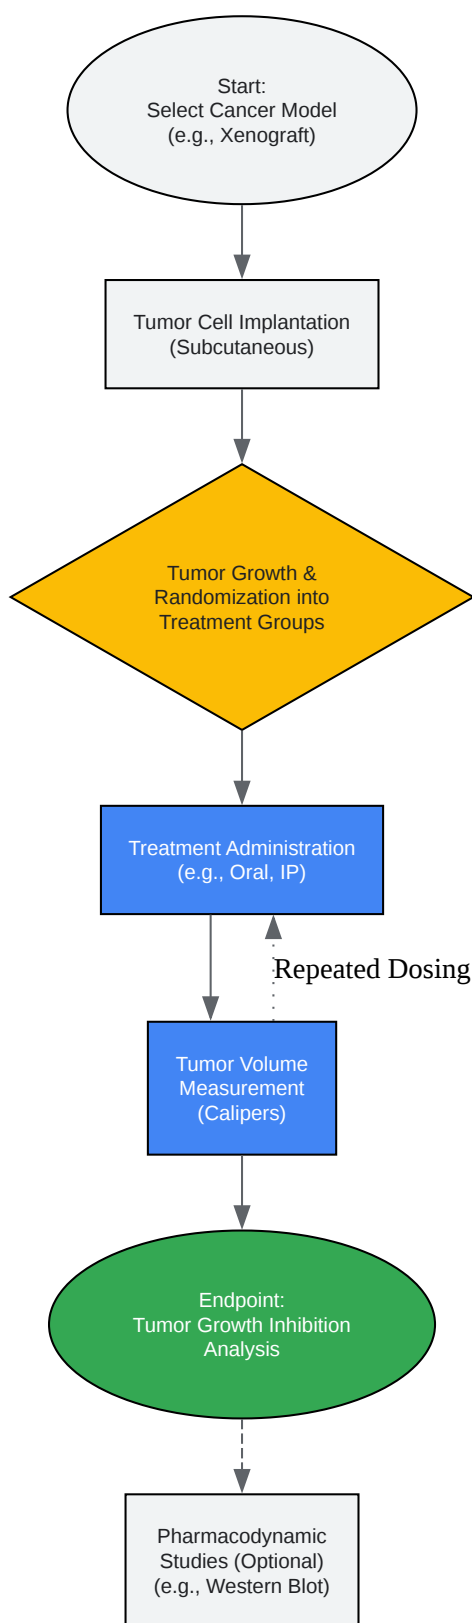 Start:
Select Cancer Model
(e.g., Xenograft)
Tumor Cell Implantation
(Subcutaneous)
Tumor Growth &
Randomization into
Treatment Groups
Treatment Administration
(e.g., Oral, IP)
Repeated Dosing
Tumor Volume
Measurement
(Calipers)
Endpoint:
Tumor Growth Inhibition
Analysis
Pharmacodynamic
Studies (Optional)
(e.g., Western Blot)